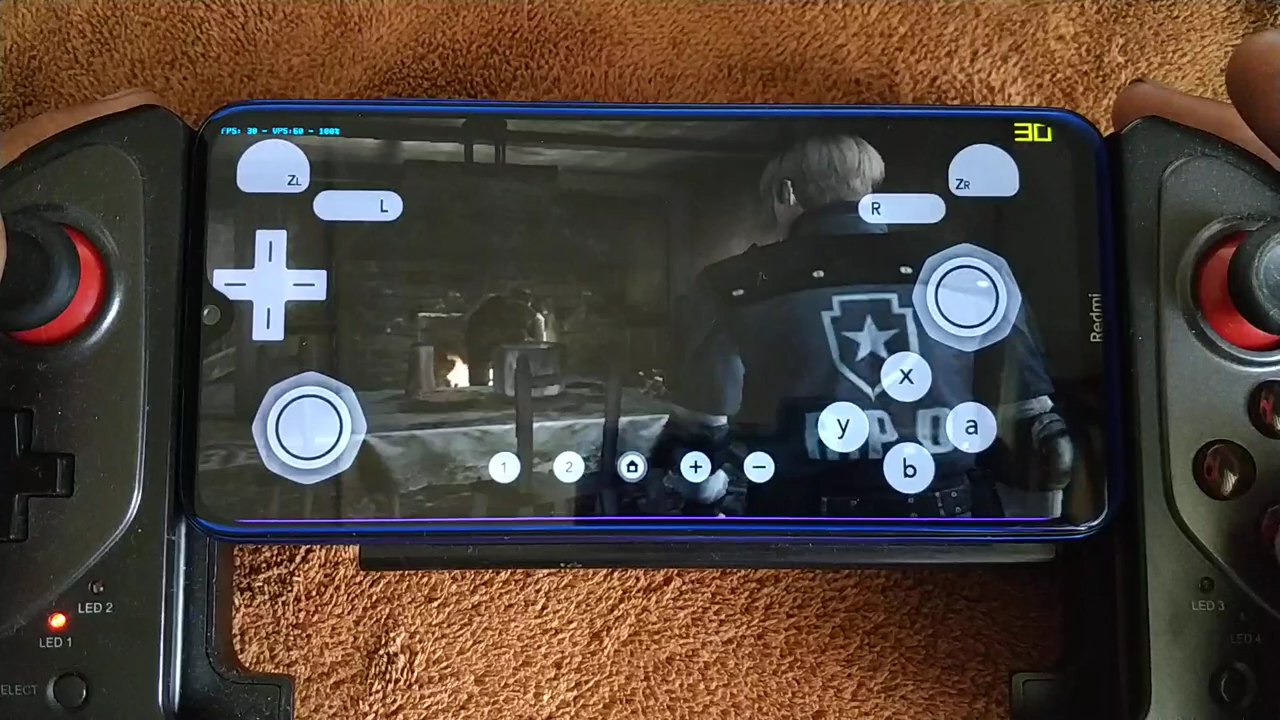 FPS: 30 - VPS:60 - 100%
30
ZL
ZR
L
R
Redmi
x
y
a
RPD
1
2
+
−
b
LED 2
LED 1
LED 3
LED 4
ELECT